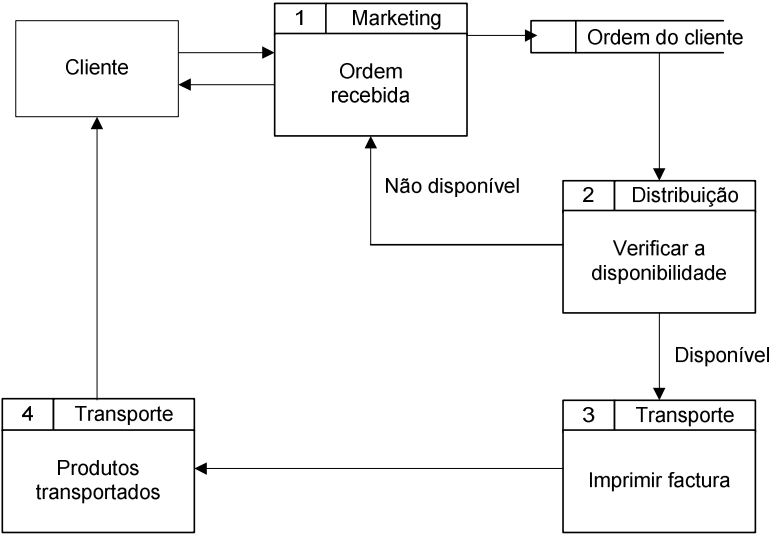 1 Marketing
Ordem do cliente
Cliente
Ordem
recebida
Não disponível
2 Distribuição
Verificar a
disponibilidade
Disponível
4 Transporte
3 Transporte
Produtos
transportados
Imprimir factura